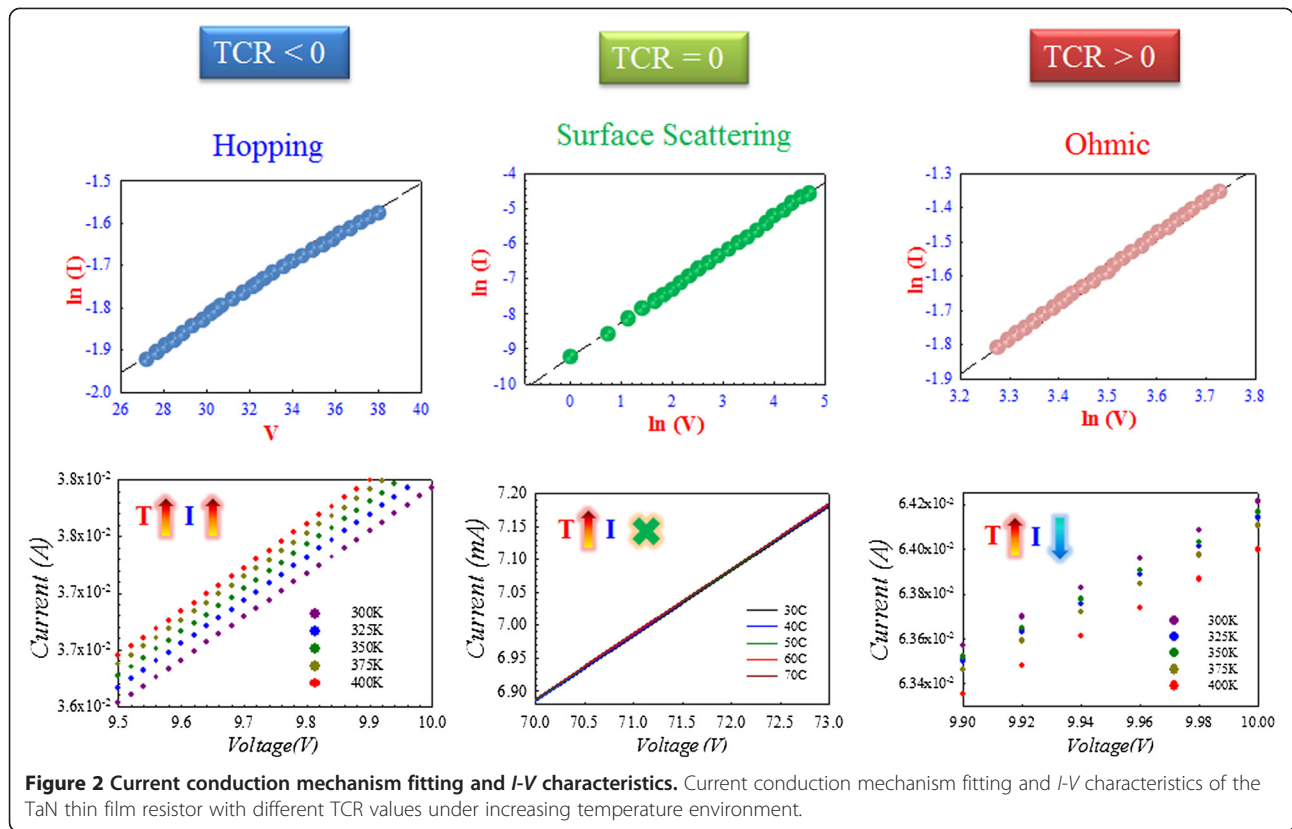 TCR < 0
TCR = 0
TCR > 0
Hopping
Surface Scattering
Ohmic
ln (I)
-1.5
-1.6
-1.7
-1.8
-1.9
-2.0
26 28 30 32 34 36 38 40
V
ln (I)
-4
-5
-6
-7
-8
-9
-10
0 1 2 3 4 5
ln (V)
ln (I)
-1.3
-1.4
-1.5
-1.6
-1.7
-1.8
-1.9
3.2 3.3 3.4 3.5 3.6 3.7 3.8
ln (V)
Current (A)
3.8x10-2
3.8x10-2
3.7x10-2
3.7x10-2
3.6x10-2
T I
300K
325K
350K
375K
400K
9.5 9.6 9.7 9.8 9.9 10.0
Voltage(V)
Current (mA)
7.20
7.15
7.10
7.05
7.00
6.95
6.90
T I
30C
40C
50C
60C
70C
70.0 70.5 71.0 71.5 72.0 72.5 73.0
Voltage (V)
Current (A)
6.42x10-2
6.40x10-2
6.38x10-2
6.36x10-2
6.34x10-2
T I
300K
325K
350K
375K
400K
9.90 9.92 9.94 9.96 9.98 10.00
Voltage(V)
Figure 2 Current conduction mechanism fitting and I-V characteristics. Current conduction mechanism fitting and I-V characteristics of the
TaN thin film resistor with different TCR values under increasing temperature environment.